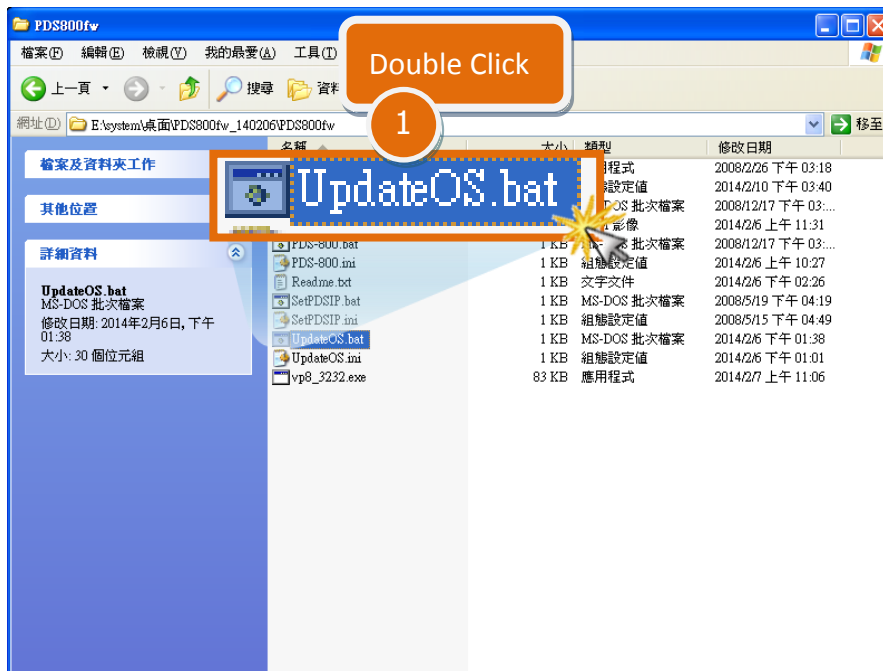 PDS800fw
檔案(F) 編輯(E) 檢視(V) 我的最愛(A) 工具(T)
Double Click
上一頁 搜尋
1
網址(D) E:\system\桌面\PDS800fw_140206\PDS800fw 移至
名稱 大小 類型 修改日期
檔案及資料夾工作
其他位置
詳細資料
UpdateOS.bat
MS-DOS 批次檔案
修改日期: 2014年2月6日, 下午
01:38
大小: 30 個位元組
UpdateOS.bat
2008/2/26 下午 03:18
2014/2/10 下午 03:40
批次檔案 2008/12/17 下午 03:...
影像 2014/2/6 上午 11:31
PDS-800.bat 1 KB 批次檔案 2008/12/17 下午 03:...
PDS-800.ini 1 KB 組態設定值 2014/2/6 上午 10:27
Readme.txt 1 KB 文字文件 2014/2/6 下午 02:26
SetPDSIP.bat 1 KB MS-DOS 批次檔案 2008/5/19 下午 04:19
SetPDSIP.ini 1 KB 組態設定值 2008/5/15 下午 04:49
UpdateOS.bat 1 KB MS-DOS 批次檔案 2014/2/6 下午 01:38
UpdateOS.ini 1 KB 組態設定值 2014/2/6 下午 01:01
vp8_3232.exe 83 KB 應用程式 2014/2/7 上午 11:06